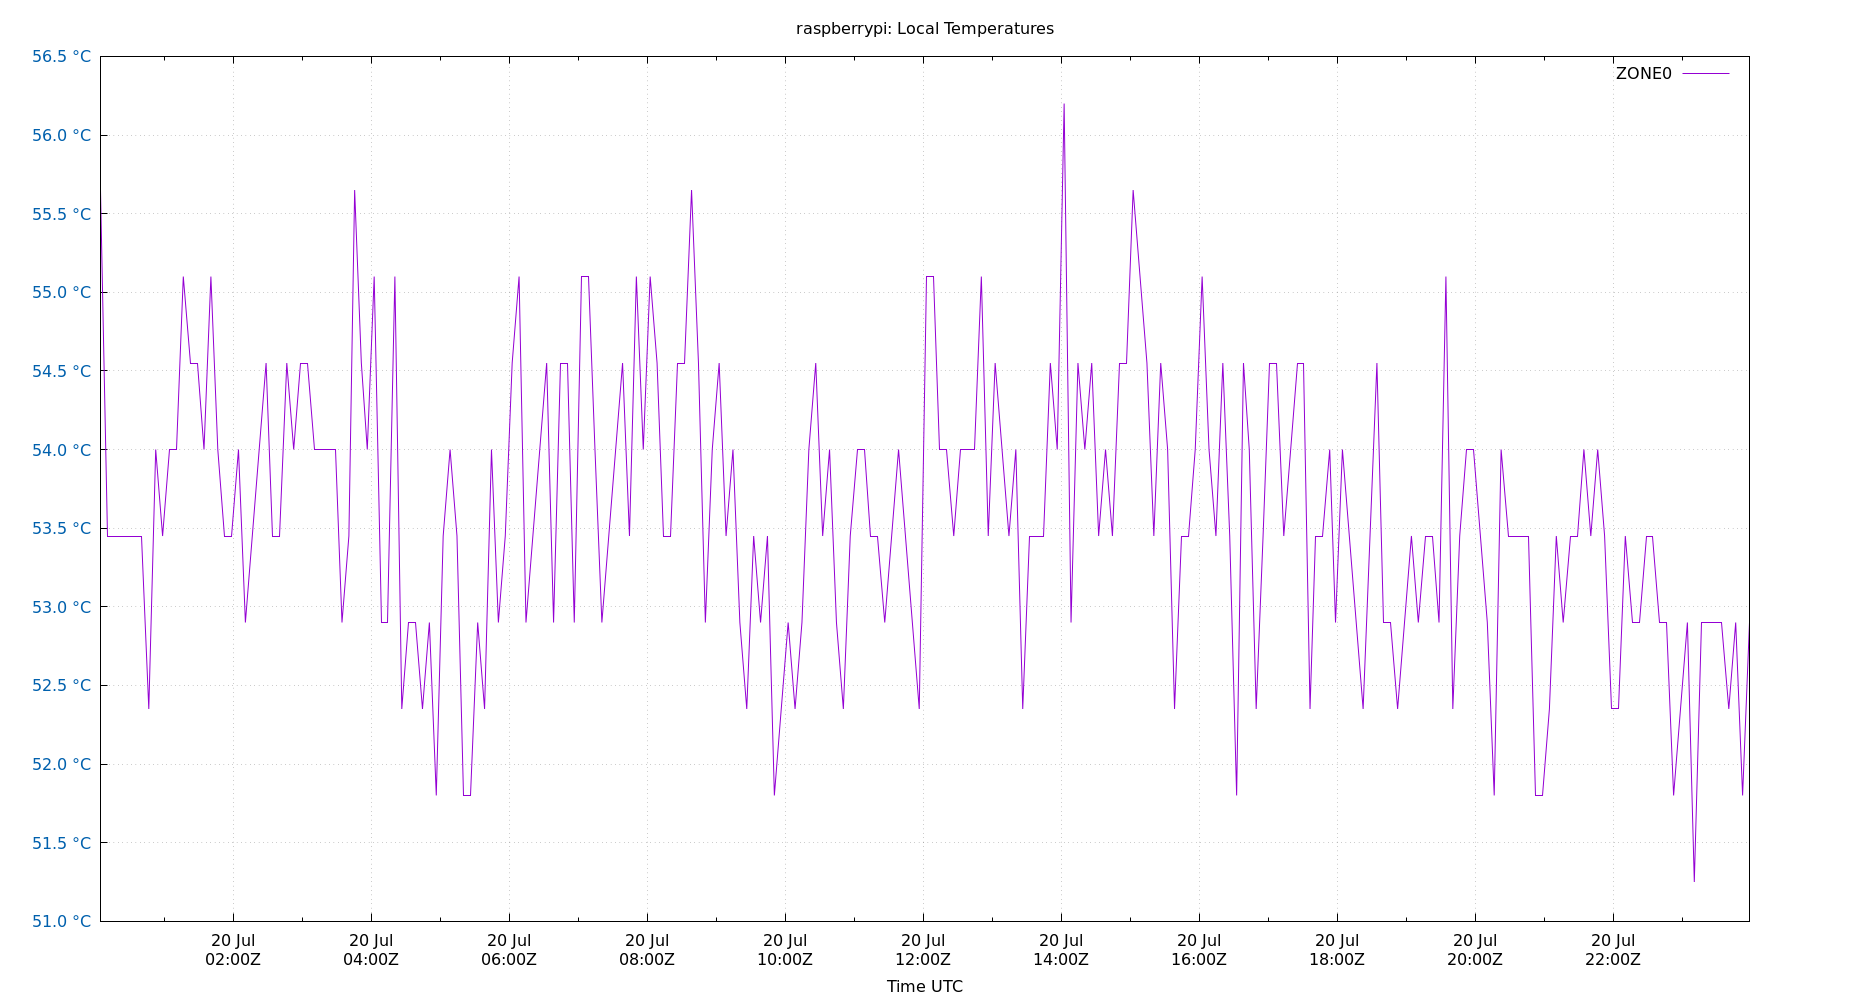 raspberrypi: Local Temperatures
56.5 °C
56.0 °C
55.5 °C
55.0 °C
54.5 °C
54.0 °C
53.5 °C
53.0 °C
52.5 °C
52.0 °C
51.5 °C
51.0 °C
ZONE0
20 Jul 20 Jul 20 Jul 20 Jul 20 Jul 20 Jul 20 Jul 20 Jul 20 Jul 20 Jul 20 Jul
02:00Z 04:00Z 06:00Z 08:00Z 10:00Z 12:00Z 14:00Z 16:00Z 18:00Z 20:00Z 22:00Z
Time UTC